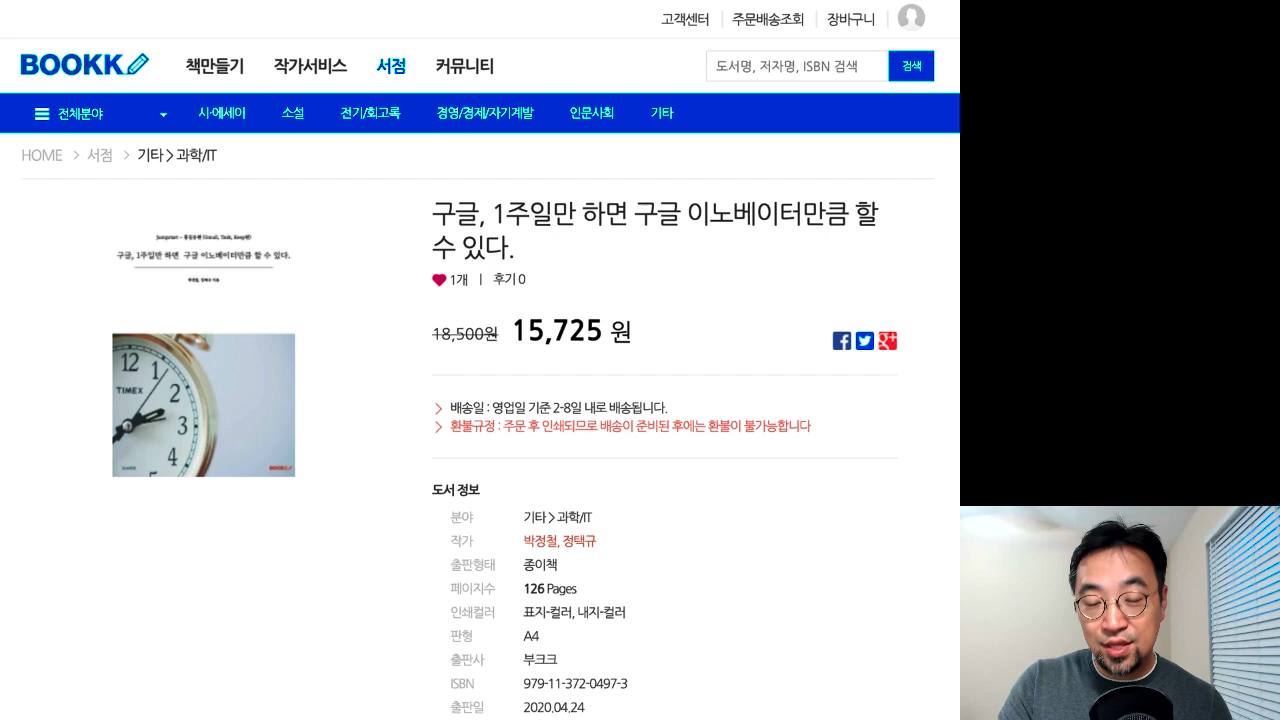 고객센터 주문배송조회 장바구니
BOOKK 책만들기 작가서비스 서점 커뮤니티 도서명, 저자명, ISBN 검색 검색
전체분야 시·에세이 소설 전기/회고록 경영/경제/자기계발 인문사회 기타
HOME > 서점 > 기타 > 과학/IT
구글, 1주일만 하면 구글 이노베이터만큼 할
수 있다.
1개 | 후기 0
18,500원 15,725 원
> 배송일 : 영업일 기준 2-8일 내로 배송됩니다.
> 환불규정 : 주문 후 인쇄되므로 배송이 준비된 후에는 환불이 불가능합니다
구글, 1주일만 하면 구글 이노베이터만큼 할 수 있다.
TIMEX
12
1
2
3
4
5
BOOKK
도서 정보
분야 기타 > 과학/IT
작가 박정철, 정택규
출판형태 종이책
페이지수 126 Pages
인쇄컬러 표지-컬러, 내지-컬러
판형 A4
출판사 부크크
ISBN 979-11-372-0497-3
출판일 2020.04.24